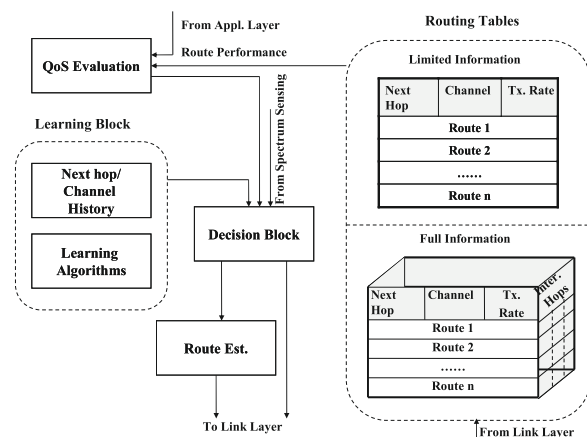 From Appl. Layer
Route Performance
QoS Evaluation
Learning Block
Next hop/
Channel
History
Learning
Algorithms
From Spectrum Sensing
Decision Block
Route Est.
To Link Layer
Routing Tables
Limited Information
Next Hop
Channel
Tx. Rate
Route 1
Route 2
......
Route n
Full Information
Next Hop
Channel
Tx. Rate
Inter. Hops
Route 1
Route 2
......
Route n
From Link Layer